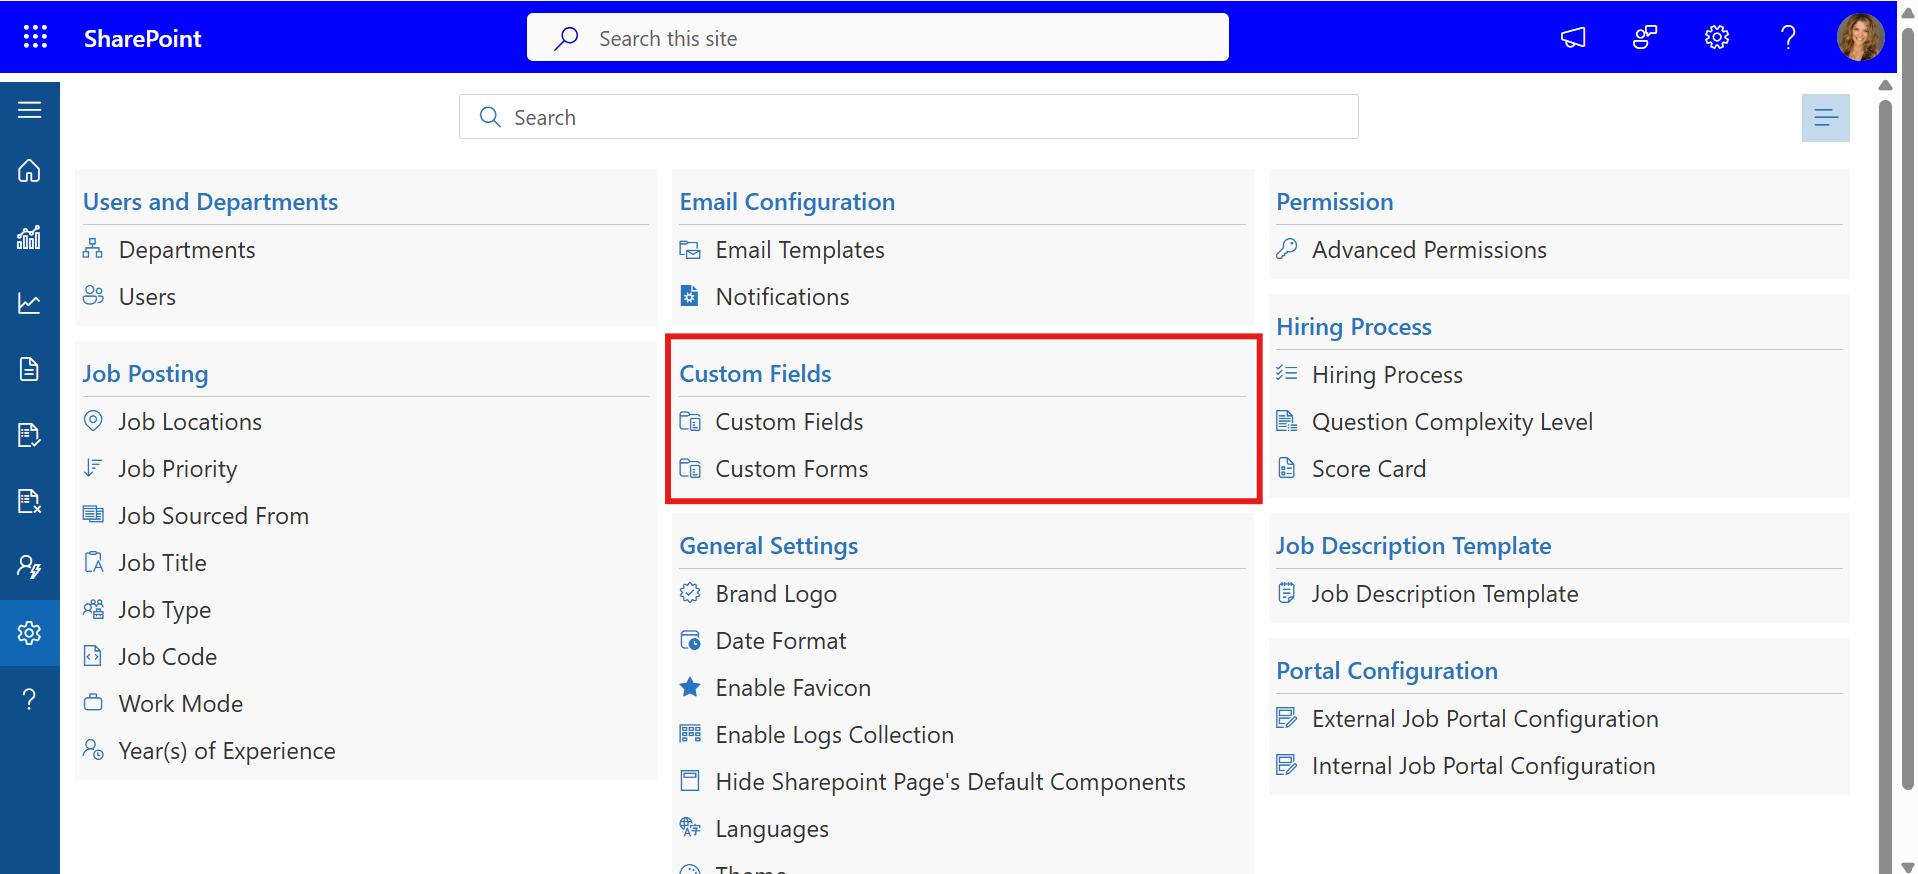 SharePoint
Search this site
Search
Users and Departments
Departments
Users
Job Posting
Job Locations
Job Priority
Job Sourced From
Job Title
Job Type
Job Code
Work Mode
Year(s) of Experience
Email Configuration
Email Templates
Notifications
Custom Fields
Custom Fields
Custom Forms
General Settings
Brand Logo
Date Format
Enable Favicon
Enable Logs Collection
Hide Sharepoint Page's Default Components
Languages
Theme
Permission
Advanced Permissions
Hiring Process
Hiring Process
Question Complexity Level
Score Card
Job Description Template
Job Description Template
Portal Configuration
External Job Portal Configuration
Internal Job Portal Configuration